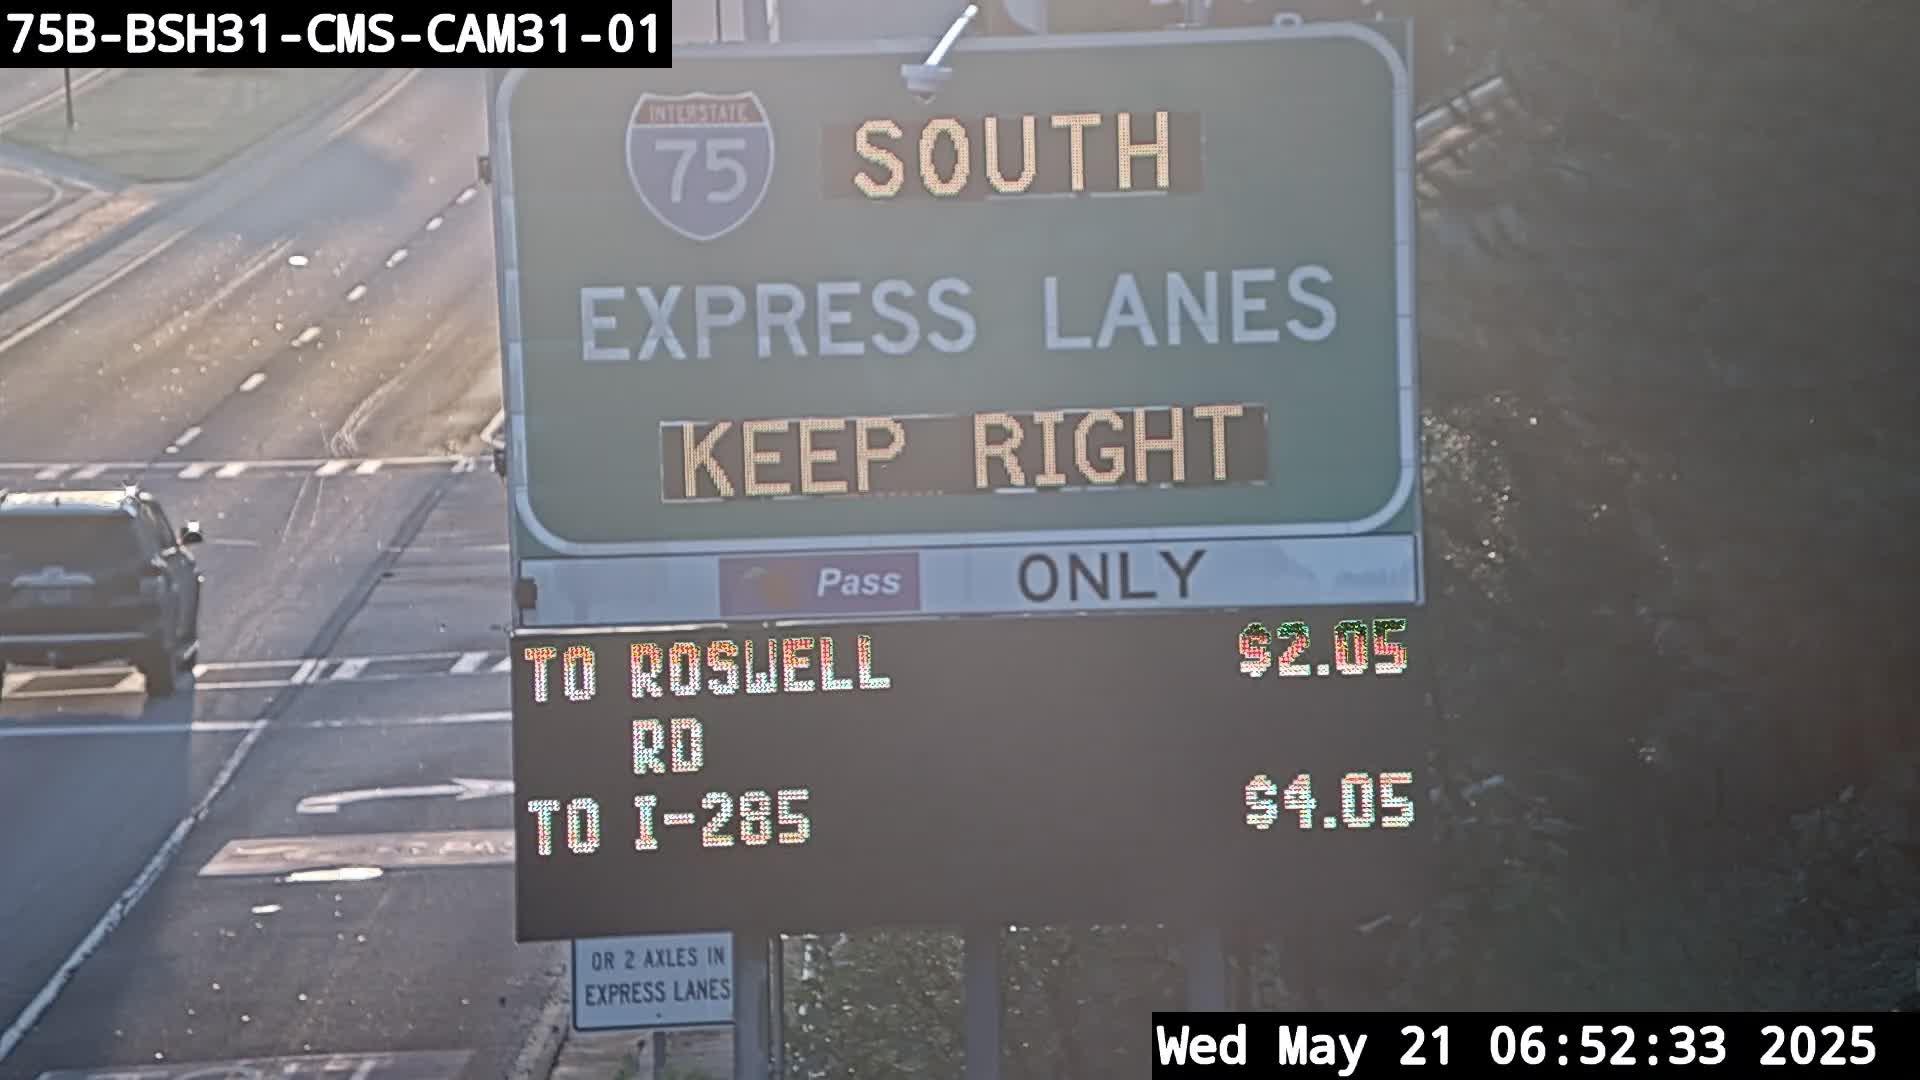 75B-BSH31-CMS-CAM31-01
INTERSTATE
75
SOUTH
EXPRESS LANES
KEEP RIGHT
Pass ONLY
TO ROSWELL $2.05
RD
TO I-285 $4.05
OR 2 AXLES IN
EXPRESS LANES
Wed May 21 06:52:33 2025